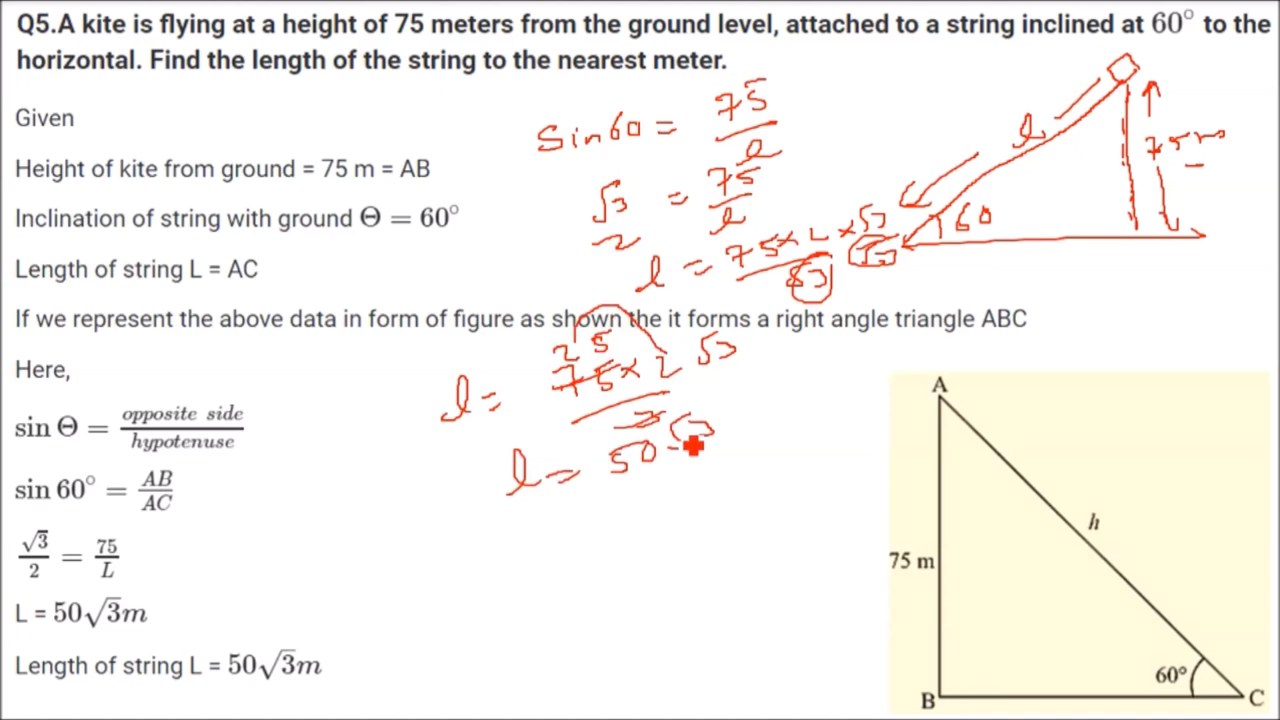 Q5.A kite is flying at a height of 75 meters from the ground level, attached to a string inclined at 60° to the
horizontal. Find the length of the string to the nearest meter.
Given
Height of kite from ground = 75 m = AB
Inclination of string with ground Θ = 60°
Length of string L = AC
If we represent the above data in form of figure as shown the it forms a right angle triangle ABC
Here,
sin Θ = opposite side / hypotenuse
sin 60° = AB / AC
√3 / 2 = 75 / L
L = 50√3m
Length of string L = 50√3m
Sin60 = 75 / l
√3 / 2 = 75 / l
l = 75 × 2 × √3 / √3 √3
l = 25 75 × 2 √3 / 3
l = 50 √3
l
75m
60
A
h
75 m
60°
B
C